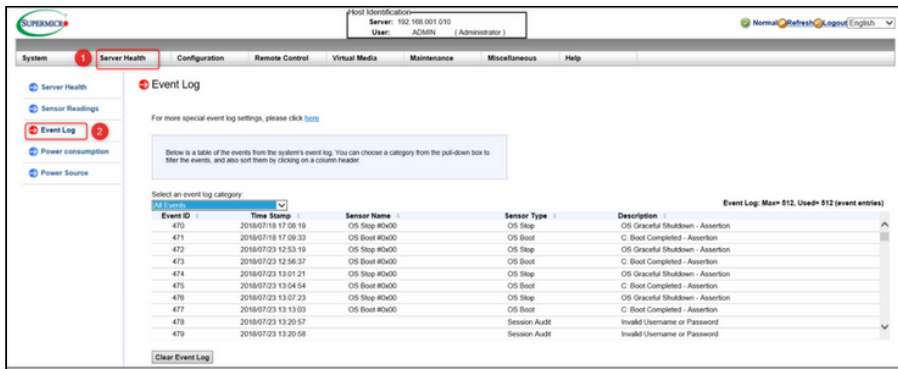 Host Identification
Server: 192.168.001.010
User: ADMIN ( Administrator )
SUPERMICR
Normal Refresh Logout English
System 1 Server Health Configuration Remote Control Virtual Media Maintenance Miscellaneous Help
Server Health
Sensor Readings
Event Log 2
Power consumption
Power Source
Event Log
For more special event log settings, please click here
Below is a table of the events from the system's event log. You can choose a category from the pull-down box to
filter the events, and also sort them by clicking on a column header.
Select an event log category:
All Events
Event Log: Max= 512, Used= 512 (event entries)
Event ID Time Stamp Sensor Name Sensor Type Description
470 2018/07/18 17:08:19 OS Stop #0x00 OS Stop OS Graceful Shutdown - Assertion
471 2018/07/18 17:09:33 OS Boot #0x00 OS Boot C: Boot Completed - Assertion
472 2018/07/23 12:53:19 OS Stop #0x00 OS Stop OS Graceful Shutdown - Assertion
473 2018/07/23 12:56:37 OS Boot #0x00 OS Boot C: Boot Completed - Assertion
474 2018/07/23 13:01:21 OS Stop #0x00 OS Stop OS Graceful Shutdown - Assertion
475 2018/07/23 13:04:54 OS Boot #0x00 OS Boot C: Boot Completed - Assertion
476 2018/07/23 13:07:23 OS Stop #0x00 OS Stop OS Graceful Shutdown - Assertion
477 2018/07/23 13:13:03 OS Boot #0x00 OS Boot C: Boot Completed - Assertion
478 2018/07/23 13:20:57 Session Audit Invalid Username or Password
479 2018/07/23 13:20:58 Session Audit Invalid Username or Password
Clear Event Log